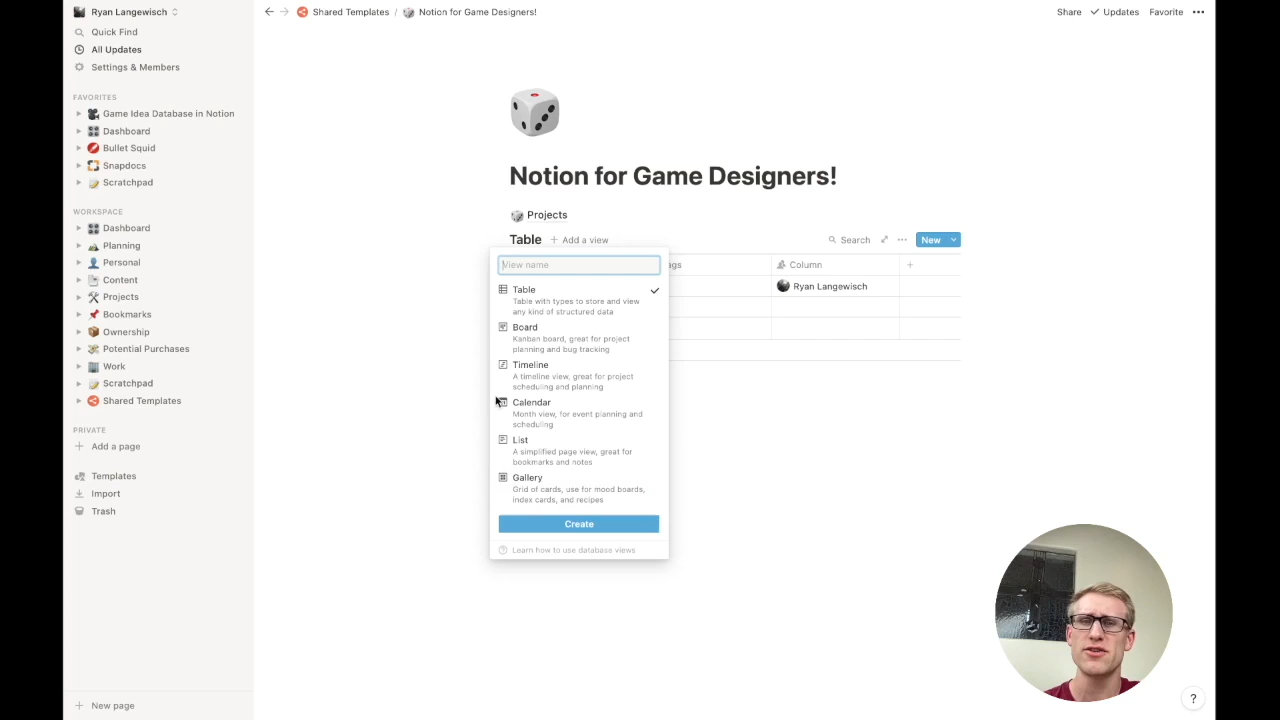 Ryan Langewisch
Quick Find
All Updates
Settings & Members
FAVORITES
Game Idea Database in Notion
Dashboard
Bullet Squid
Snapdocs
Scratchpad
WORKSPACE
Dashboard
Planning
Personal
Content
Projects
Bookmarks
Ownership
Potential Purchases
Work
Scratchpad
Shared Templates
PRIVATE
Add a page
Templates
Import
Trash
New page
Shared Templates / Notion for Game Designers!
Share Updates Favorite
Notion for Game Designers!
Projects
Table + Add a view
Search New
View name
Column
Ryan Langewisch
Table
Table with types to store and view
any kind of structured data
Board
Kanban board, great for project
planning and bug tracking
Timeline
A timeline view, great for project
scheduling and planning
Calendar
Month view, for event planning and
scheduling
List
A simplified page view, great for
bookmarks and notes
Gallery
Grid of cards, use for mood boards,
index cards, and recipes
Create
Learn how to use database views
?